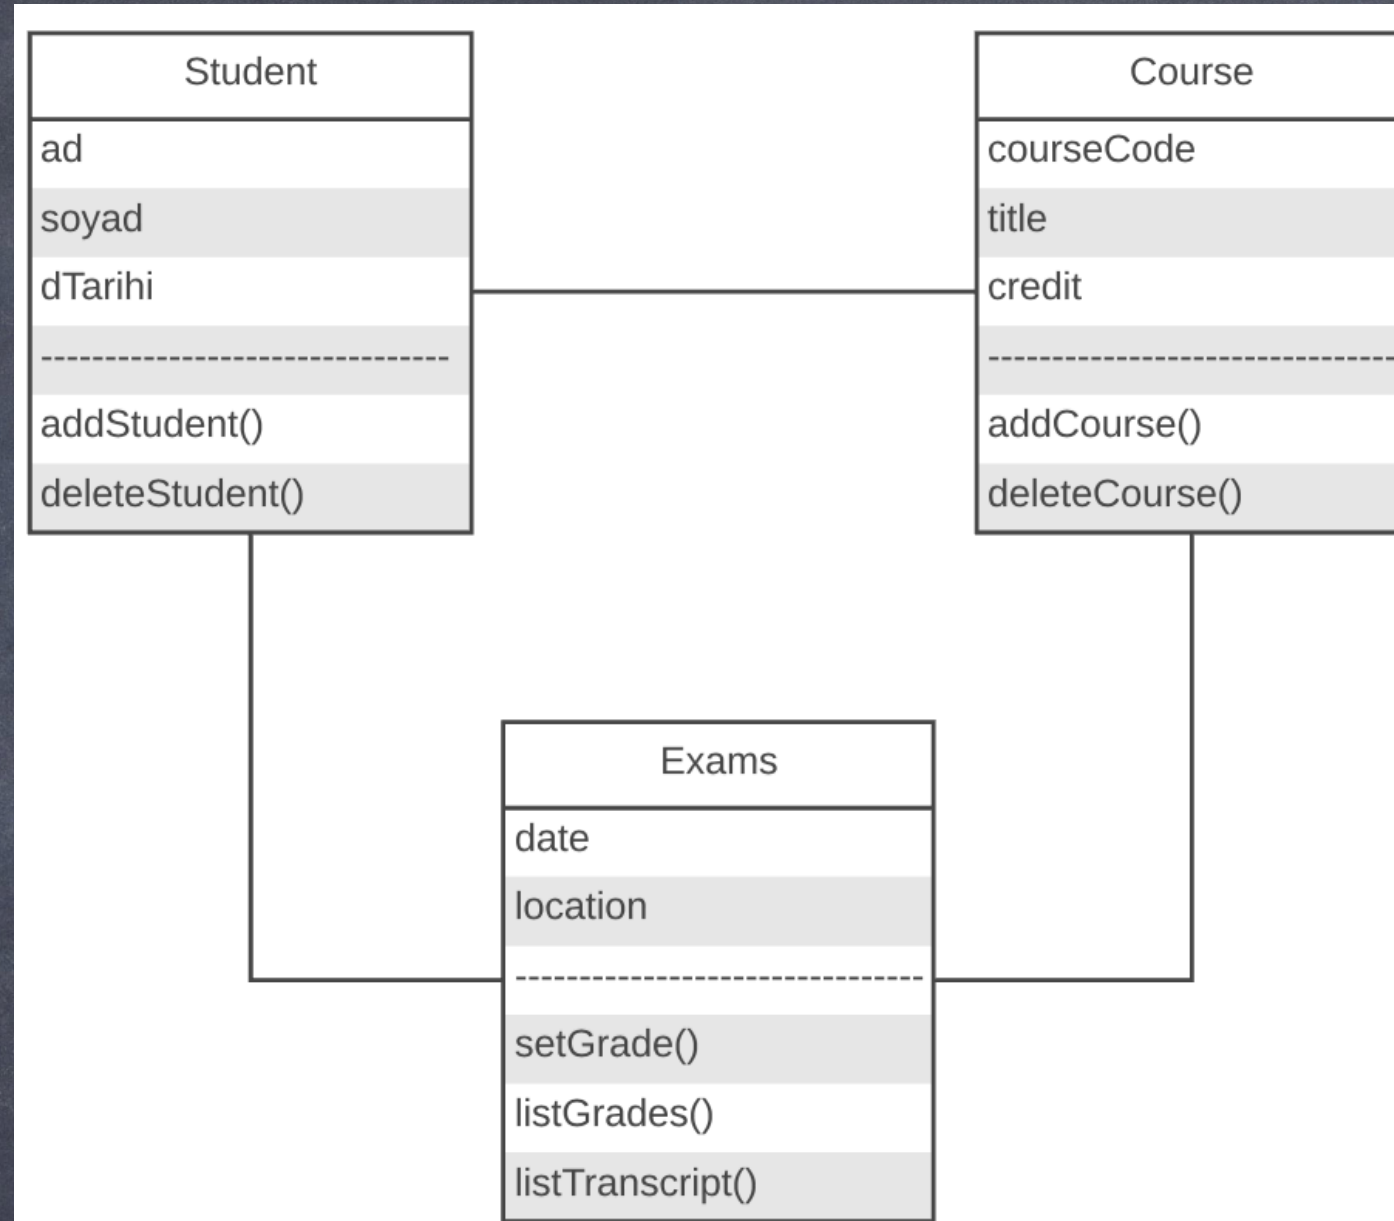 Student
ad
soyad
dTarihi
--------------------------------
addStudent()
deleteStudent()
Course
courseCode
title
credit
--------------------------------
addCourse()
deleteCourse()
Exams
date
location
--------------------------------
setGrade()
listGrades()
listTranscript()